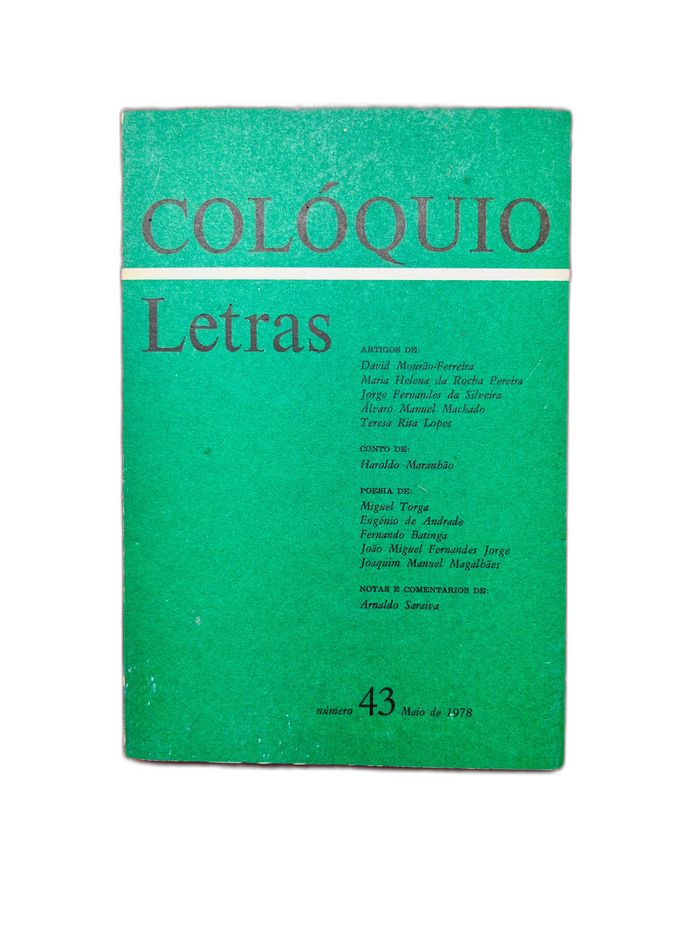 COLÓQUIO
Letras
ARTIGOS DE:
David Mourão-Ferreira
Maria Helena da Rocha Pereira
Jorge Fernandes da Silveira
Álvaro Manuel Machado
Teresa Rita Lopes
CONTO DE:
Haroldo Maranhão
POESIA DE:
Miguel Torga
Eugénio de Andrade
Fernando Batinga
João Miguel Fernandes Jorge
Joaquim Manuel Magalhães
NOTAS E COMENTARIOS DE:
Arnaldo Saraiva
número 43 Maio de 1978